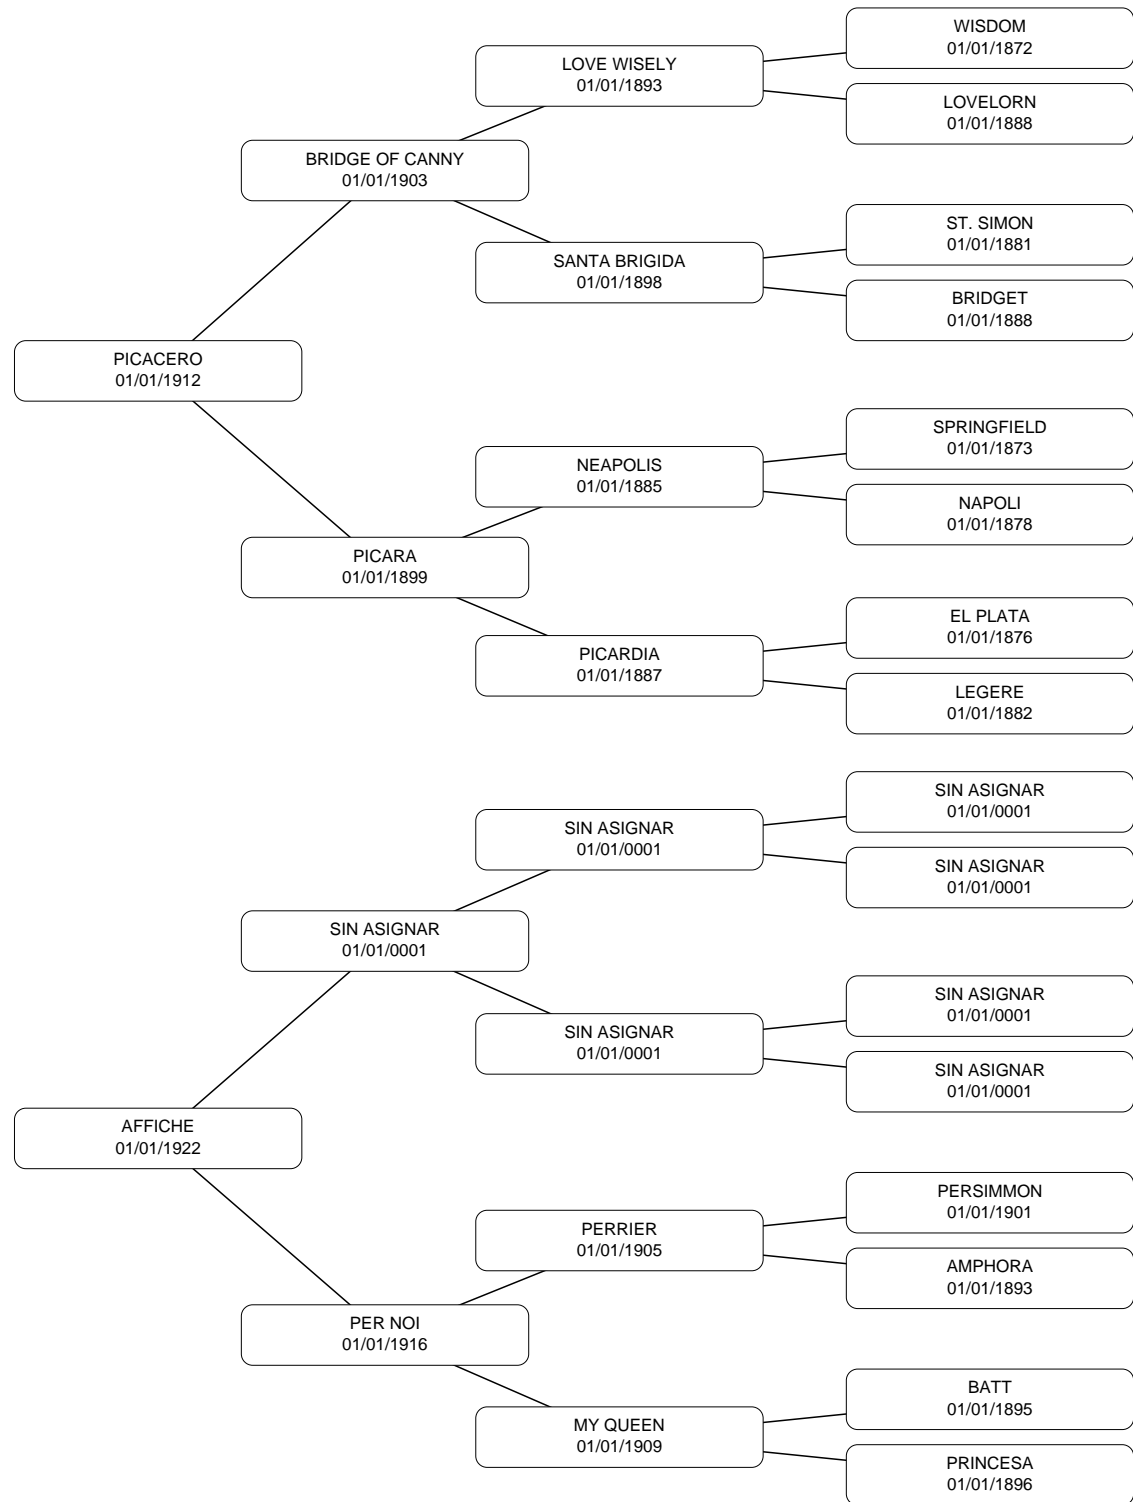 WISDOM
01/01/1872
LOVE WISELY
01/01/1893
LOVELORN
01/01/1888
BRIDGE OF CANNY
01/01/1903
ST. SIMON
01/01/1881
SANTA BRIGIDA
01/01/1898
BRIDGET
01/01/1888
PICACERO
01/01/1912
SPRINGFIELD
01/01/1873
NEAPOLIS
01/01/1885
NAPOLI
01/01/1878
PICARA
01/01/1899
EL PLATA
01/01/1876
PICARDIA
01/01/1887
LEGERE
01/01/1882
SIN ASIGNAR
01/01/0001
SIN ASIGNAR
01/01/0001
SIN ASIGNAR
01/01/0001
SIN ASIGNAR
01/01/0001
SIN ASIGNAR
01/01/0001
SIN ASIGNAR
01/01/0001
SIN ASIGNAR
01/01/0001
AFFICHE
01/01/1922
PERSIMMON
01/01/1901
PERRIER
01/01/1905
AMPHORA
01/01/1893
PER NOI
01/01/1916
BATT
01/01/1895
MY QUEEN
01/01/1909
PRINCESA
01/01/1896